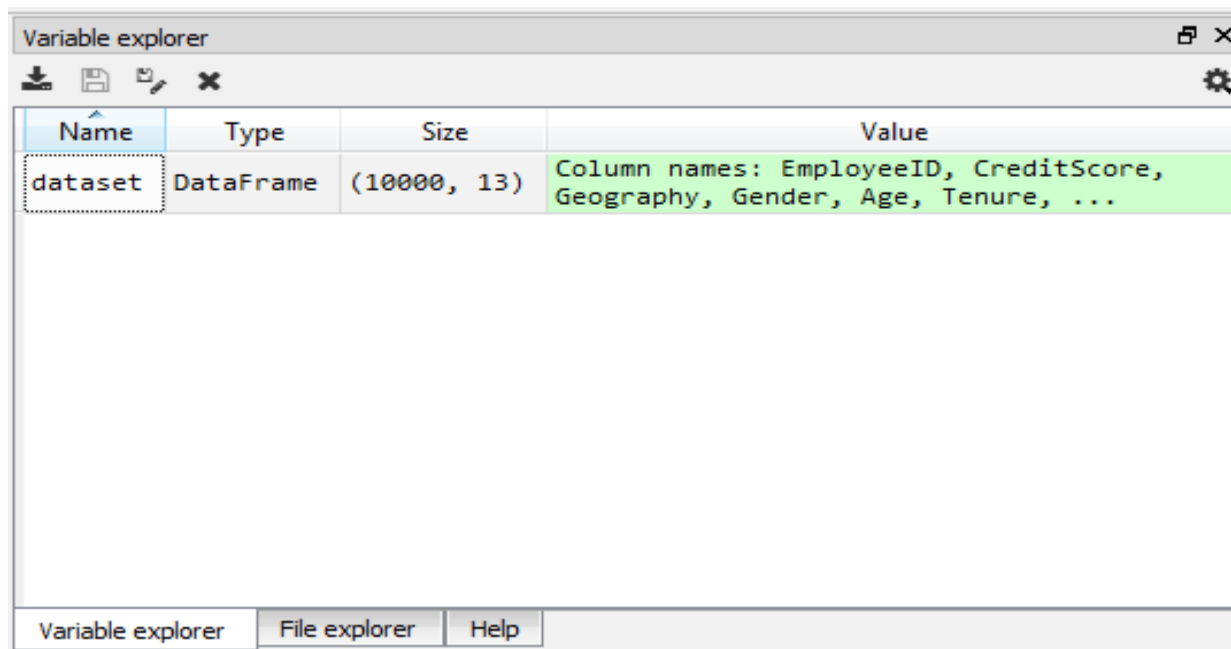 Variable explorer
Name Type Size Value
dataset DataFrame (10000, 13) Column names: EmployeeID, CreditScore,
Geography, Gender, Age, Tenure, ...
Variable explorer File explorer Help